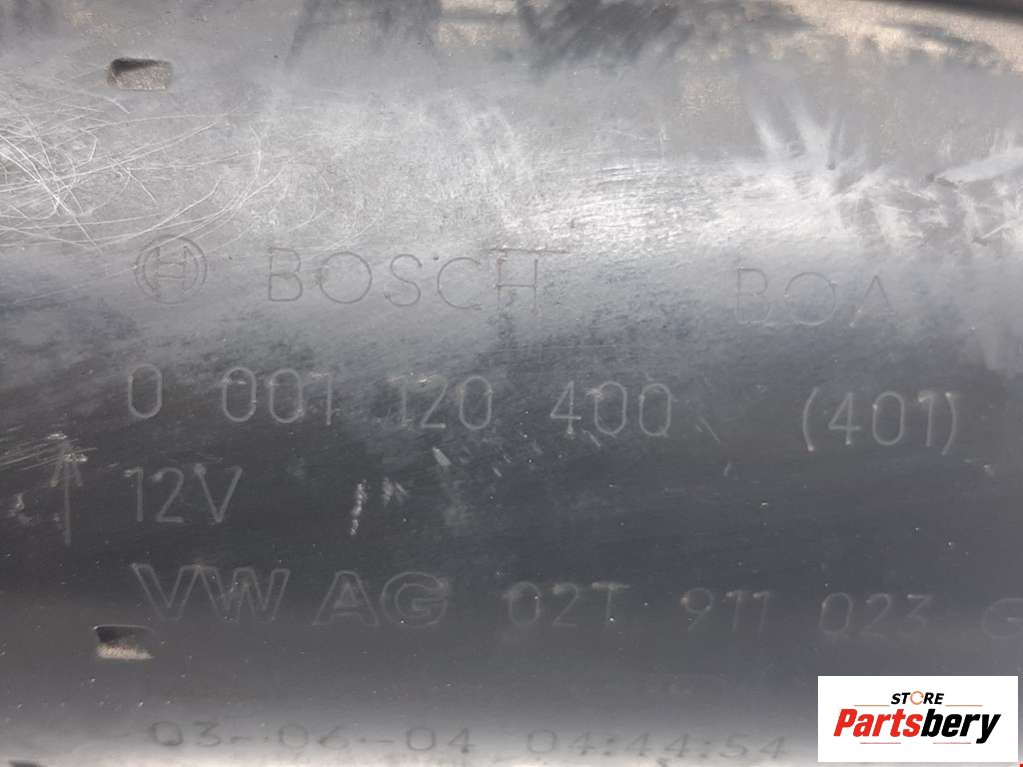 BOSCH BOA
0 001 120 400 (401)
12V
VW AG 02T 911 023 G
03-06-04 04:44:54
STORE
Partsbery